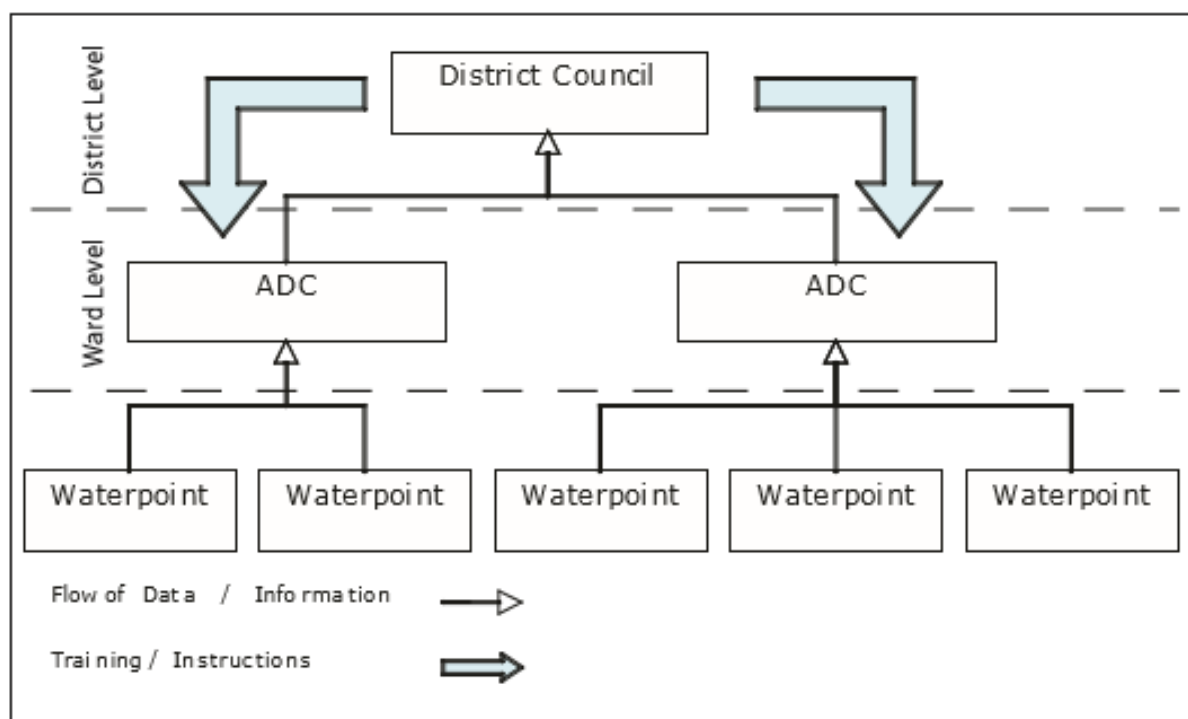 District Level
District Council
Ward Level
ADC
ADC
Waterpoint
Waterpoint
Waterpoint
Waterpoint
Waterpoint
Flow of Data / Information
Training / Instructions